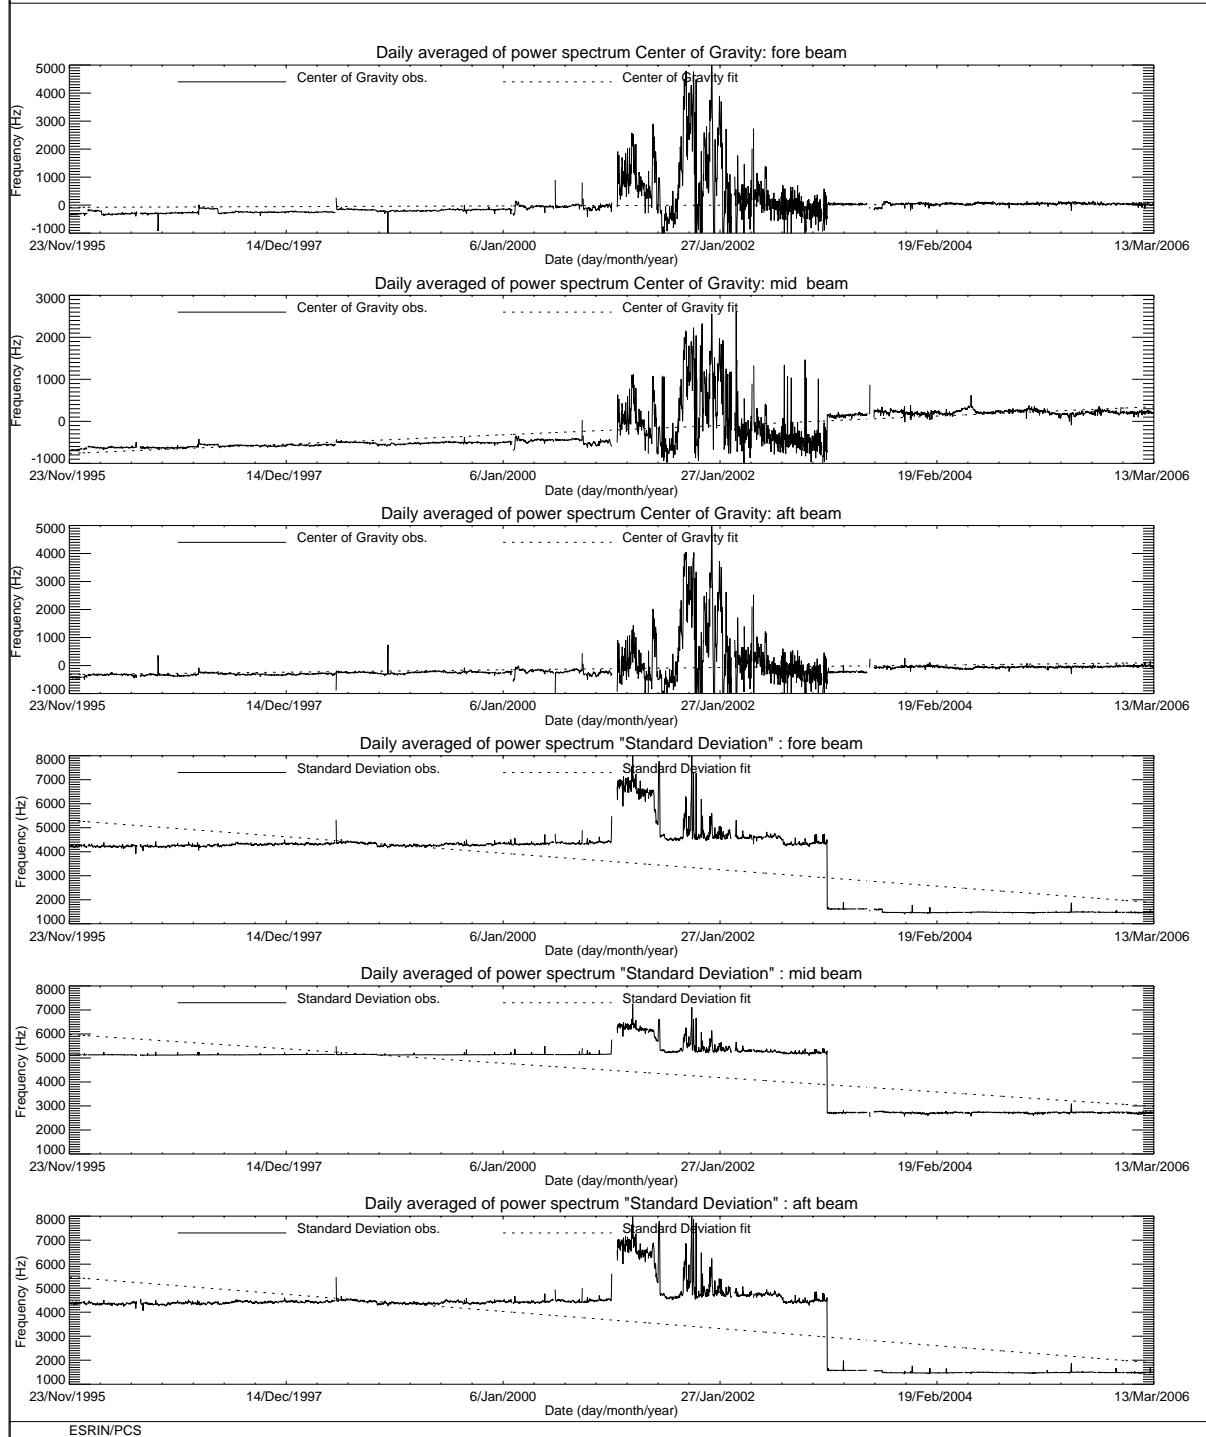 Daily averaged of power spectrum Center of Gravity: fore beam
Center of Gravity obs.
Center of Gravity fit
Frequency (Hz)
5000
4000
3000
2000
1000
0
-1000
23/Nov/1995 14/Dec/1997 6/Jan/2000 27/Jan/2002 19/Feb/2004 13/Mar/2006
Date (day/month/year)
Daily averaged of power spectrum Center of Gravity: mid beam
Center of Gravity obs.
Center of Gravity fit
Frequency (Hz)
3000
2000
1000
0
-1000
23/Nov/1995 14/Dec/1997 6/Jan/2000 27/Jan/2002 19/Feb/2004 13/Mar/2006
Date (day/month/year)
Daily averaged of power spectrum Center of Gravity: aft beam
Center of Gravity obs.
Center of Gravity fit
Frequency (Hz)
5000
4000
3000
2000
1000
0
-1000
23/Nov/1995 14/Dec/1997 6/Jan/2000 27/Jan/2002 19/Feb/2004 13/Mar/2006
Date (day/month/year)
Daily averaged of power spectrum "Standard Deviation" : fore beam
Standard Deviation obs.
Standard Deviation fit
Frequency (Hz)
8000
7000
6000
5000
4000
3000
2000
1000
23/Nov/1995 14/Dec/1997 6/Jan/2000 27/Jan/2002 19/Feb/2004 13/Mar/2006
Date (day/month/year)
Daily averaged of power spectrum "Standard Deviation" : mid beam
Standard Deviation obs.
Standard Deviation fit
Frequency (Hz)
8000
7000
6000
5000
4000
3000
2000
1000
23/Nov/1995 14/Dec/1997 6/Jan/2000 27/Jan/2002 19/Feb/2004 13/Mar/2006
Date (day/month/year)
Daily averaged of power spectrum "Standard Deviation" : aft beam
Standard Deviation obs.
Standard Deviation fit
Frequency (Hz)
8000
7000
6000
5000
4000
3000
2000
1000
23/Nov/1995 14/Dec/1997 6/Jan/2000 27/Jan/2002 19/Feb/2004 13/Mar/2006
Date (day/month/year)
ESRIN/PCS